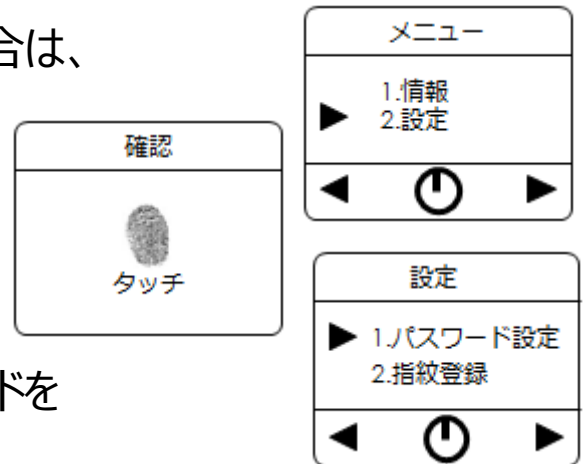 合は、
確認
タッチ
ドを
メニュー
1.情報
2.設定
設定
1.パスワード設定
2.指紋登録